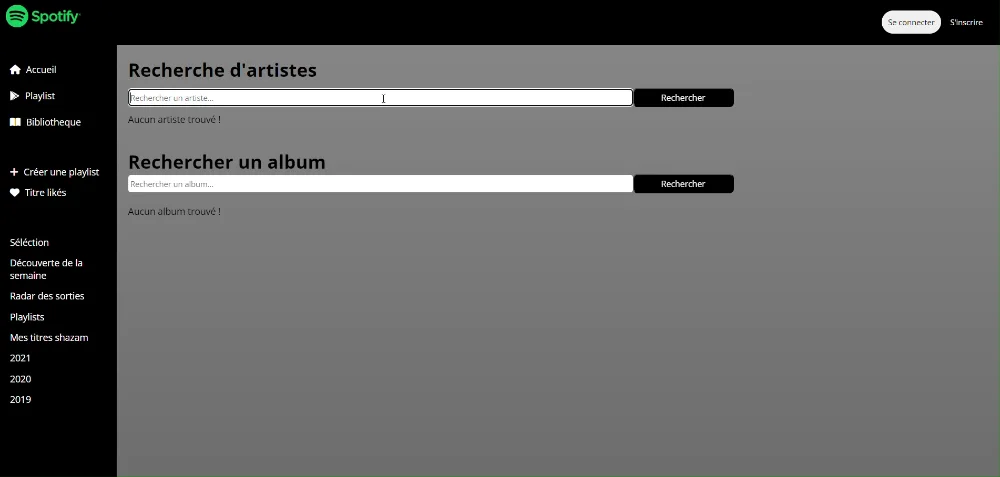 Spotify
Se connecter
S'inscrire
Accueil
Playlist
Bibliotheque
Créer une playlist
Titre likés
Séléction
Découverte de la
semaine
Radar des sorties
Playlists
Mes titres shazam
2021
2020
2019
Recherche d'artistes
Rechercher un artiste...
Rechercher
Aucun artiste trouvé !
Rechercher un album
Rechercher un album...
Rechercher
Aucun album trouvé !